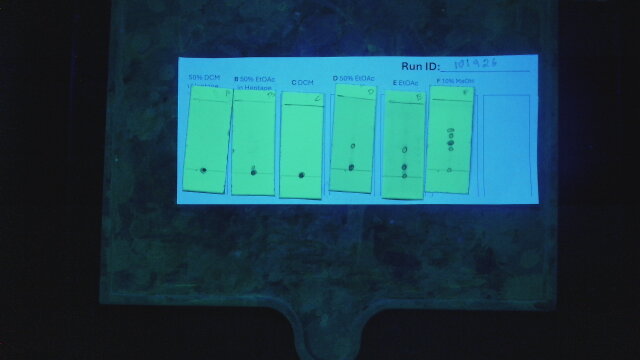 Run ID: 101926
50% DCM
B 50% EtOAc
in Heptane
C DCM
D 50% EtOAc
E EtOAc
F 10% MeOH